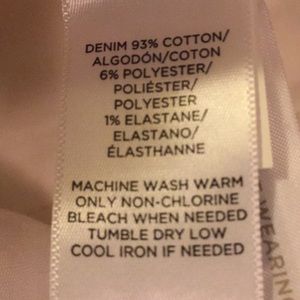 DENIM 93% COTTON/
ALGODÓN/COTON
6% POLYESTER/
POLIÉSTER/
POLYESTER
1% ELASTANE/
ELASTANO/
ÉLASTHANNE
MACHINE WASH WARM
ONLY NON-CHLORINE
BLEACH WHEN NEEDED
TUMBLE DRY LOW
COOL IRON IF NEEDED
WEARIN